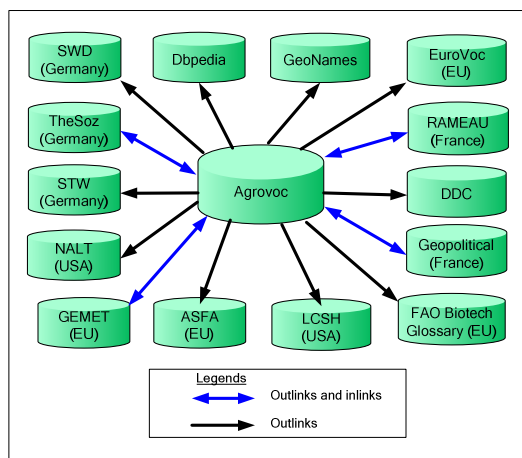 SWD
(Germany)
Dbpedia
GeoNames
EuroVoc
(EU)
TheSoz
(Germany)
RAMEAU
(France)
STW
(Germany)
Agrovoc
DDC
NALT
(USA)
Geopolitical
(France)
GEMET
(EU)
ASFA
(EU)
LCSH
(USA)
FAO Biotech
Glossary (EU)
Legends
Outlinks and inlinks
Outlinks